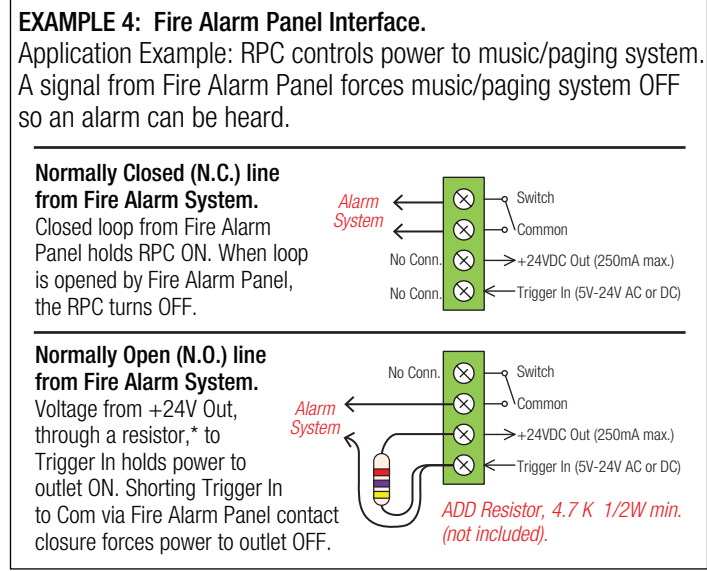 EXAMPLE 4: Fire Alarm Panel Interface.
Application Example: RPC controls power to music/paging system.
A signal from Fire Alarm Panel forces music/paging system OFF
so an alarm can be heard.
Normally Closed (N.C.) line
from Fire Alarm System.
Closed loop from Fire Alarm
Panel holds RPC ON. When loop
is opened by Fire Alarm Panel,
the RPC turns OFF.
Alarm
System
No Conn.
No Conn.
Switch
Common
+24VDC Out (250mA max.)
Trigger In (5V-24V AC or DC)
Normally Open (N.O.) line
from Fire Alarm System.
Voltage from +24V Out,
through a resistor,* to
Trigger In holds power to
outlet ON. Shorting Trigger In
to Com via Fire Alarm Panel contact
closure forces power to outlet OFF.
No Conn.
Alarm
System
Switch
Common
+24VDC Out (250mA max.)
Trigger In (5V-24V AC or DC)
ADD Resistor, 4.7 K 1/2W min.
(not included).